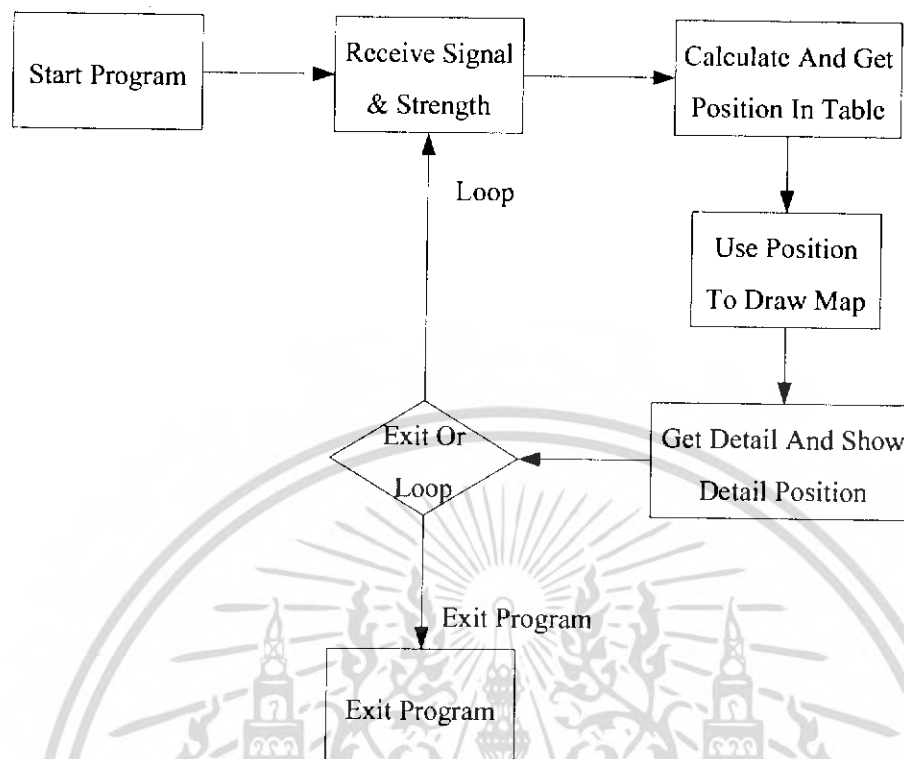 Start Program
Receive Signal
& Strength
Calculate And Get
Position In Table
Use Position
To Draw Map
Get Detail And Show
Detail Position
Exit Or
Loop
Loop
Exit Program
Exit Program